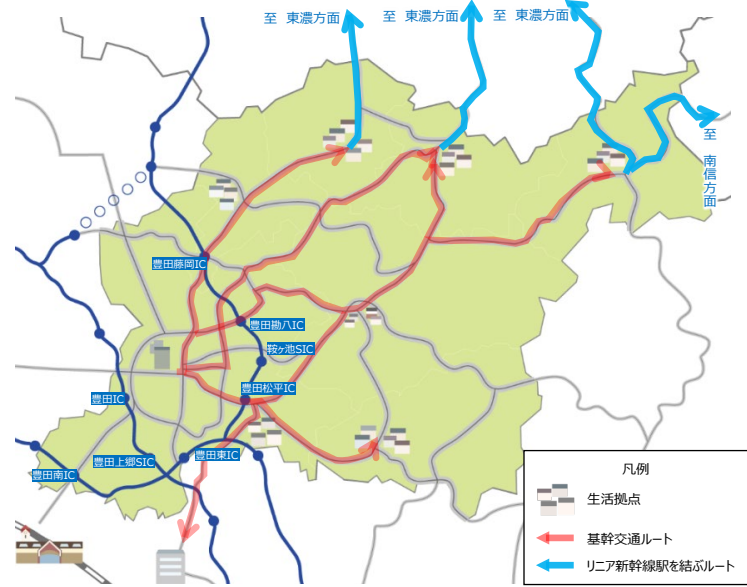 至 東濃方面
至 東濃方面
至 東濃方面
至 南信方面
豊田藤岡IC
豊田勘八IC
鞍ヶ池SIC
豊田松平IC
豊田IC
豊田上郷SIC
豊田東IC
豊田南IC
凡例
生活拠点
基幹交通ルート
リニア新幹線駅を結ぶルート